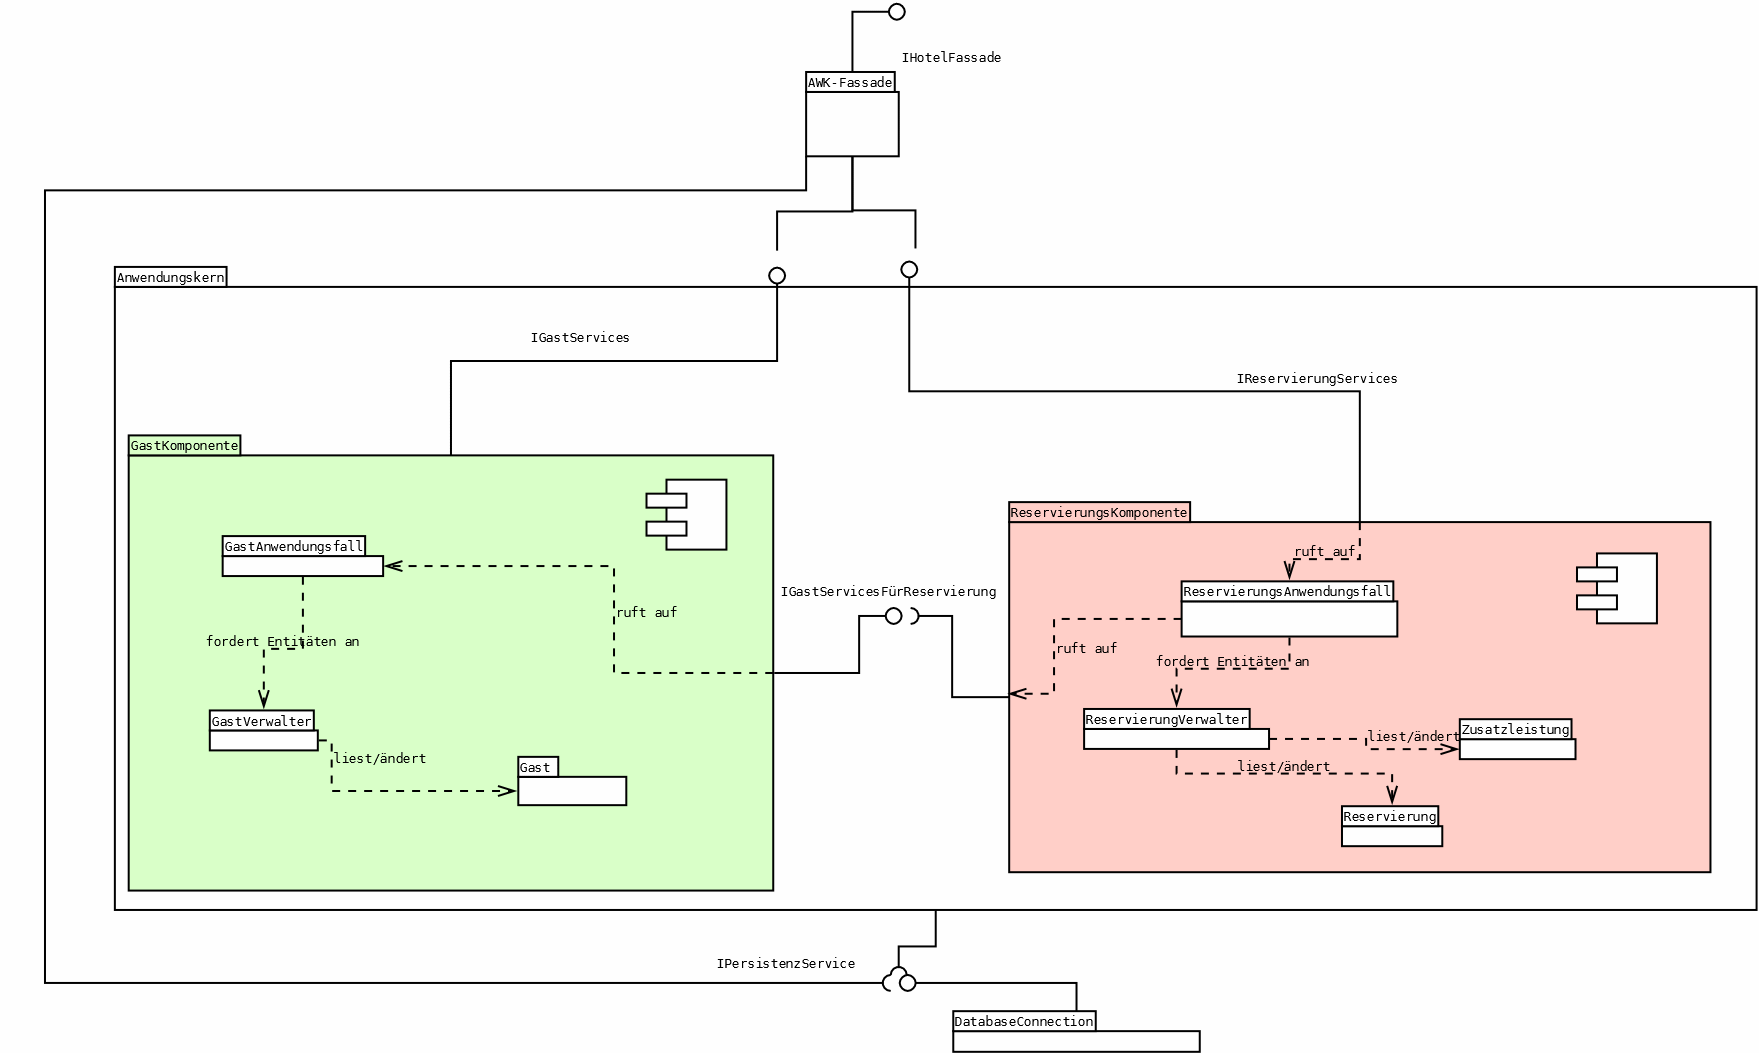 IHotelFassade
AWK-Fassade
Anwendungskern
IGastServices
IReservierungServices
GastKomponente
ReservierungsKomponente
GastAnwendungsfall
ruft auf
ReservierungsAnwendungsfall
IGastServicesFürReservierung
ruft auf
fordert Entitäten an
ruft auf
fordert Entitäten an
GastVerwalter
ReservierungVerwalter
Zusatzleistung
liest/ändert
liest/ändert
Gast
liest/ändert
Reservierung
IPersistenzService
DatabaseConnection